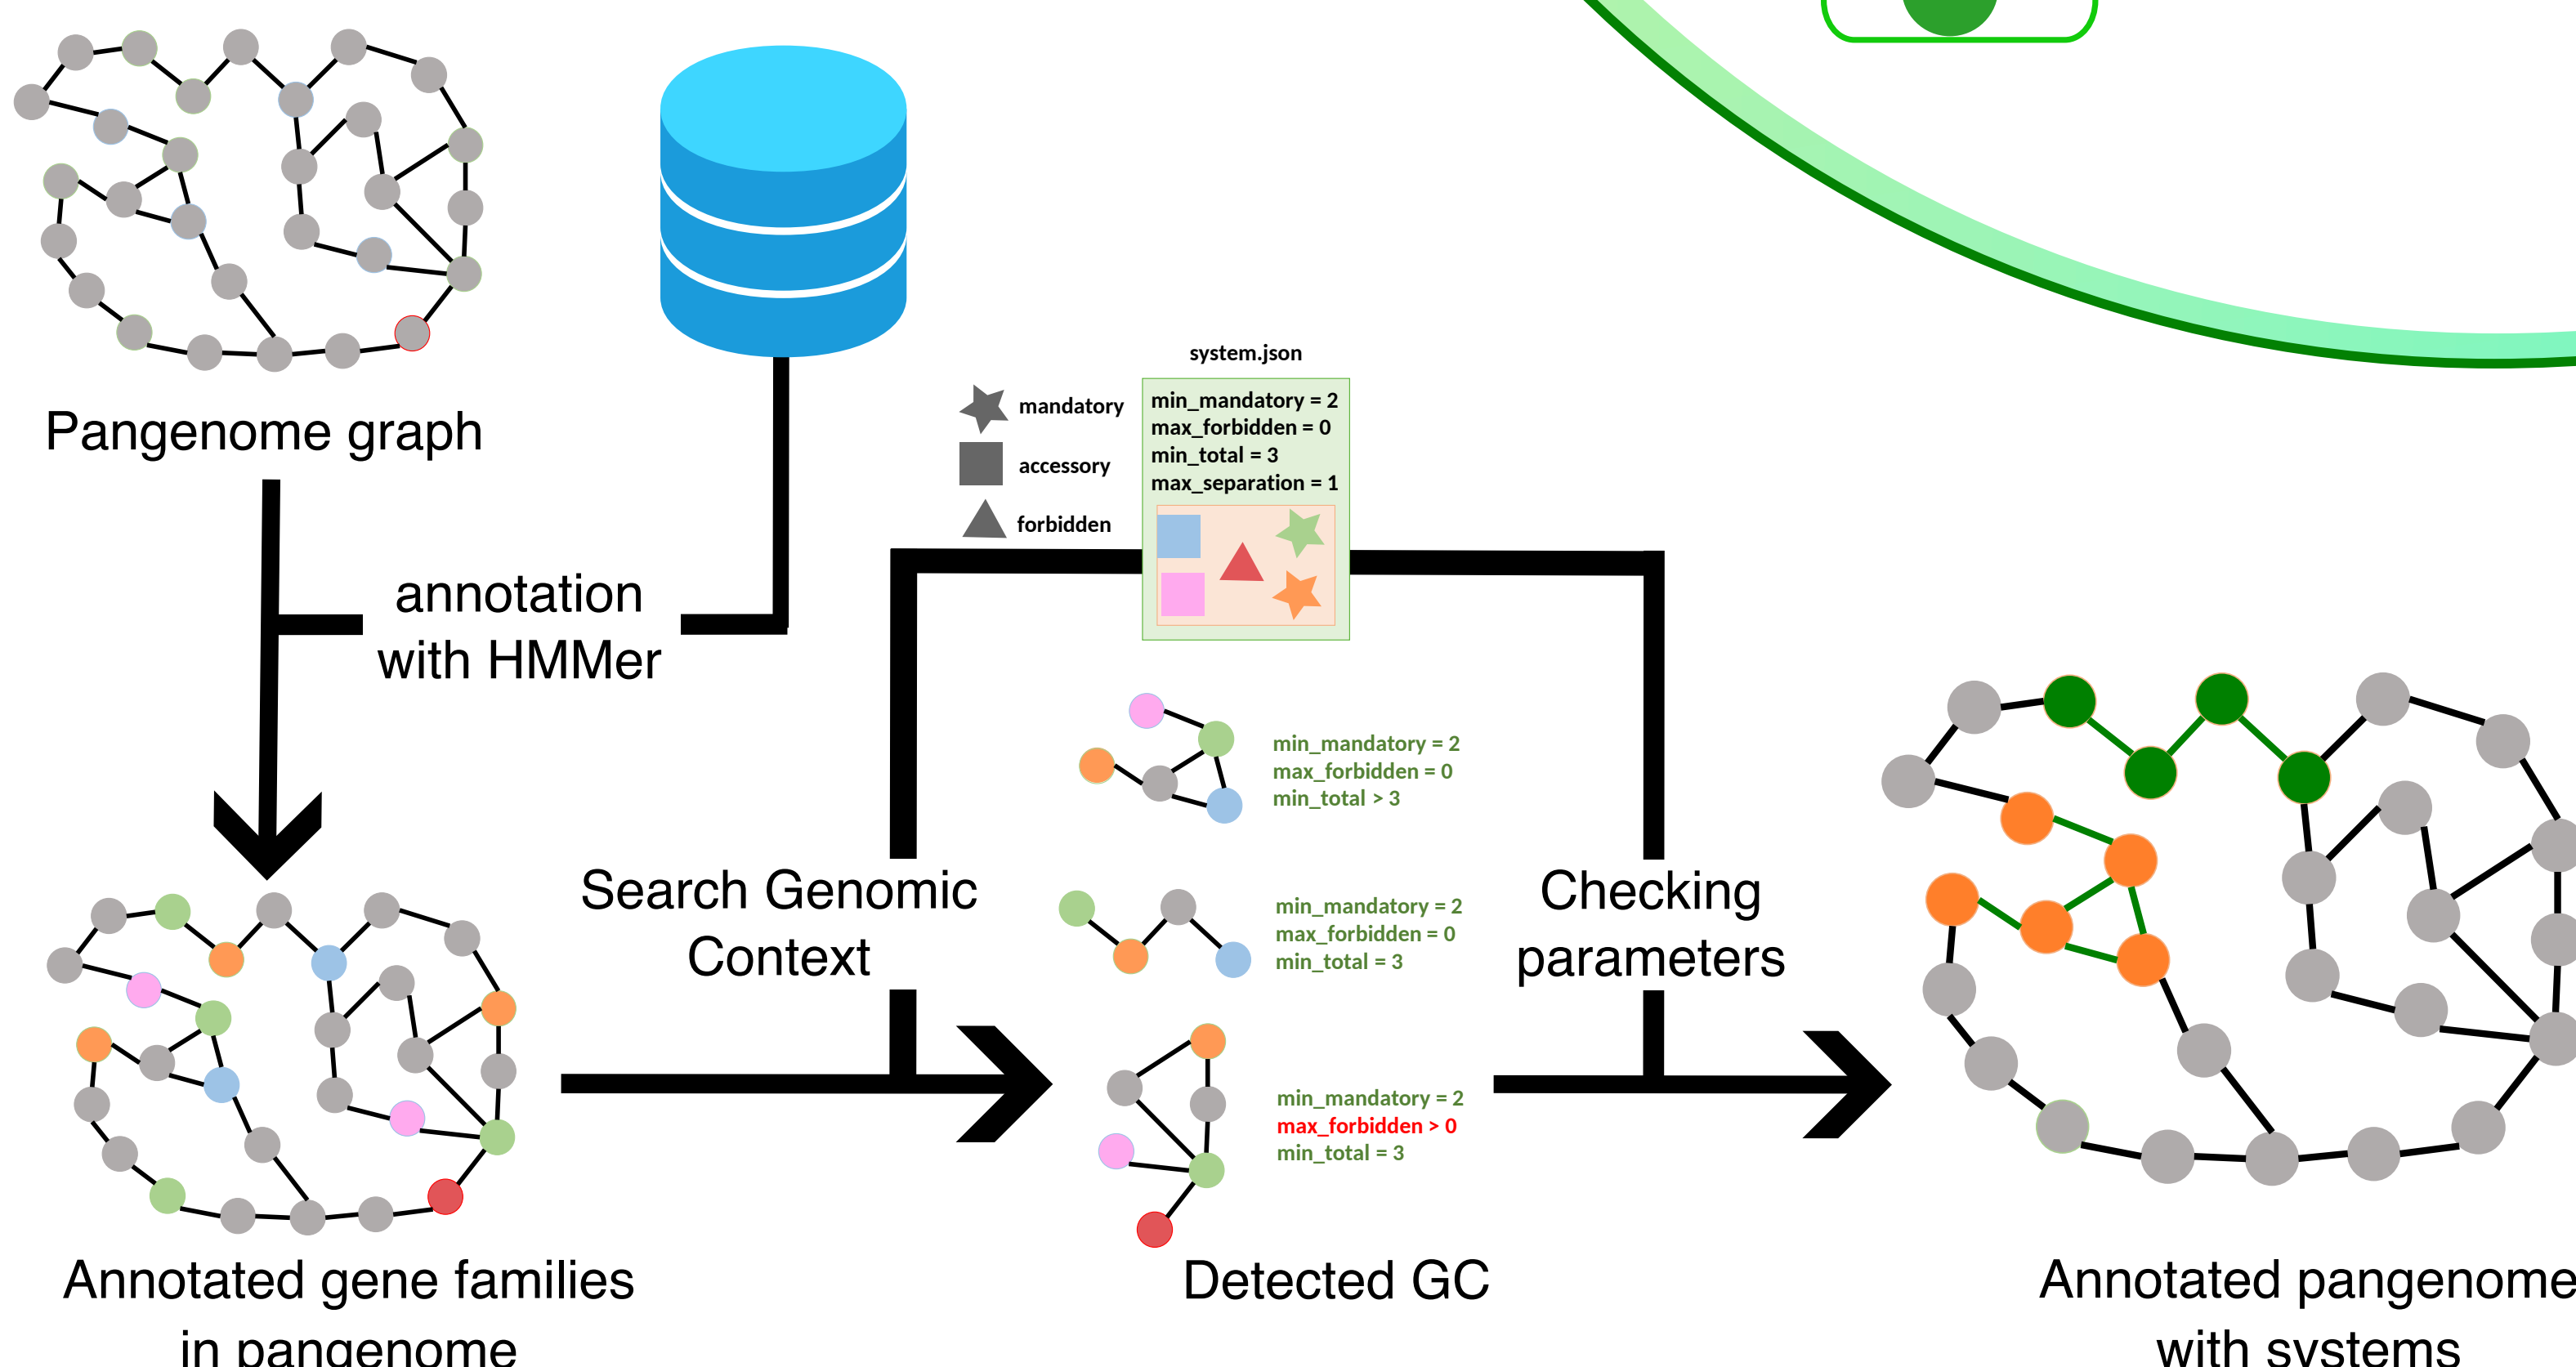 Pangenome graph
annotation
with HMMer
system.json
mandatory
accessory
forbidden
min_mandatory = 2
max_forbidden = 0
min_total = 3
max_separation = 1
min_mandatory = 2
max_forbidden = 0
min_total > 3
Search Genomic
Context
min_mandatory = 2
max_forbidden = 0
min_total = 3
Checking
parameters
min_mandatory = 2
max_forbidden > 0
min_total = 3
Annotated gene families
in pangenome
Detected GC
Annotated pangenome
with systems